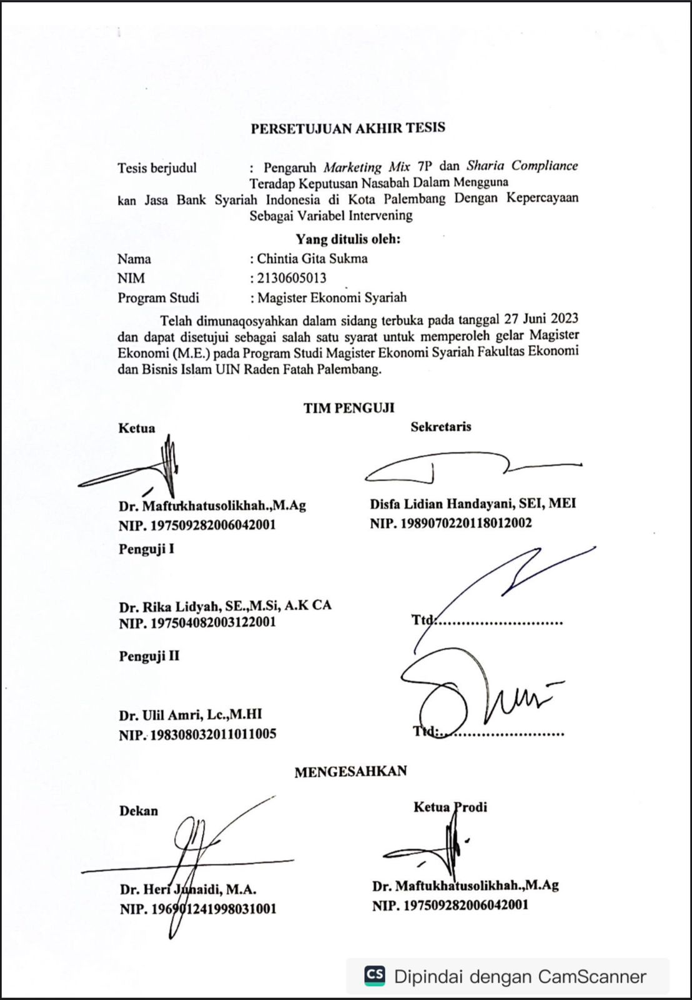 PERSETUJUAN AKHIR TESIS
Tesis berjudul : Pengaruh Marketing Mix 7P dan Sharia Compliance
Teradap Keputusan Nasabah Dalam Mengguna
kan Jasa Bank Syariah Indonesia di Kota Palembang Dengan Kepercayaan
Sebagai Variabel Intervening
Yang ditulis oleh:
Nama : Chintia Gita Sukma
NIM : 2130605013
Program Studi : Magister Ekonomi Syariah
Telah dimunaqosyahkan dalam sidang terbuka pada tanggal 27 Juni 2023
dan dapat disetujui sebagai salah satu syarat untuk memperoleh gelar Magister
Ekonomi (M.E.) pada Program Studi Magister Ekonomi Syariah Fakultas Ekonomi
dan Bisnis Islam UIN Raden Fatah Palembang.
TIM PENGUJI
Ketua Sekretaris
Dr. Maftukhatusolikhah.,M.Ag Disfa Lidian Handayani, SEI, MEI
NIP. 197509282006042001 NIP. 1989070220118012002
Penguji I
Dr. Rika Lidyah, SE.,M.Si, A.K CA
NIP. 197504082003122001 Ttd:..............................
Penguji II
Dr. Ulil Amri, Lc.,M.HI
NIP. 198308032011011005 Ttd:..............................
MENGESAHKAN
Dekan Ketua Prodi
Dr. Heri Junaidi, M.A. Dr. Maftukhatusolikhah.,M.Ag
NIP. 196901241998031001 NIP. 197509282006042001
CS Dipindai dengan CamScanner